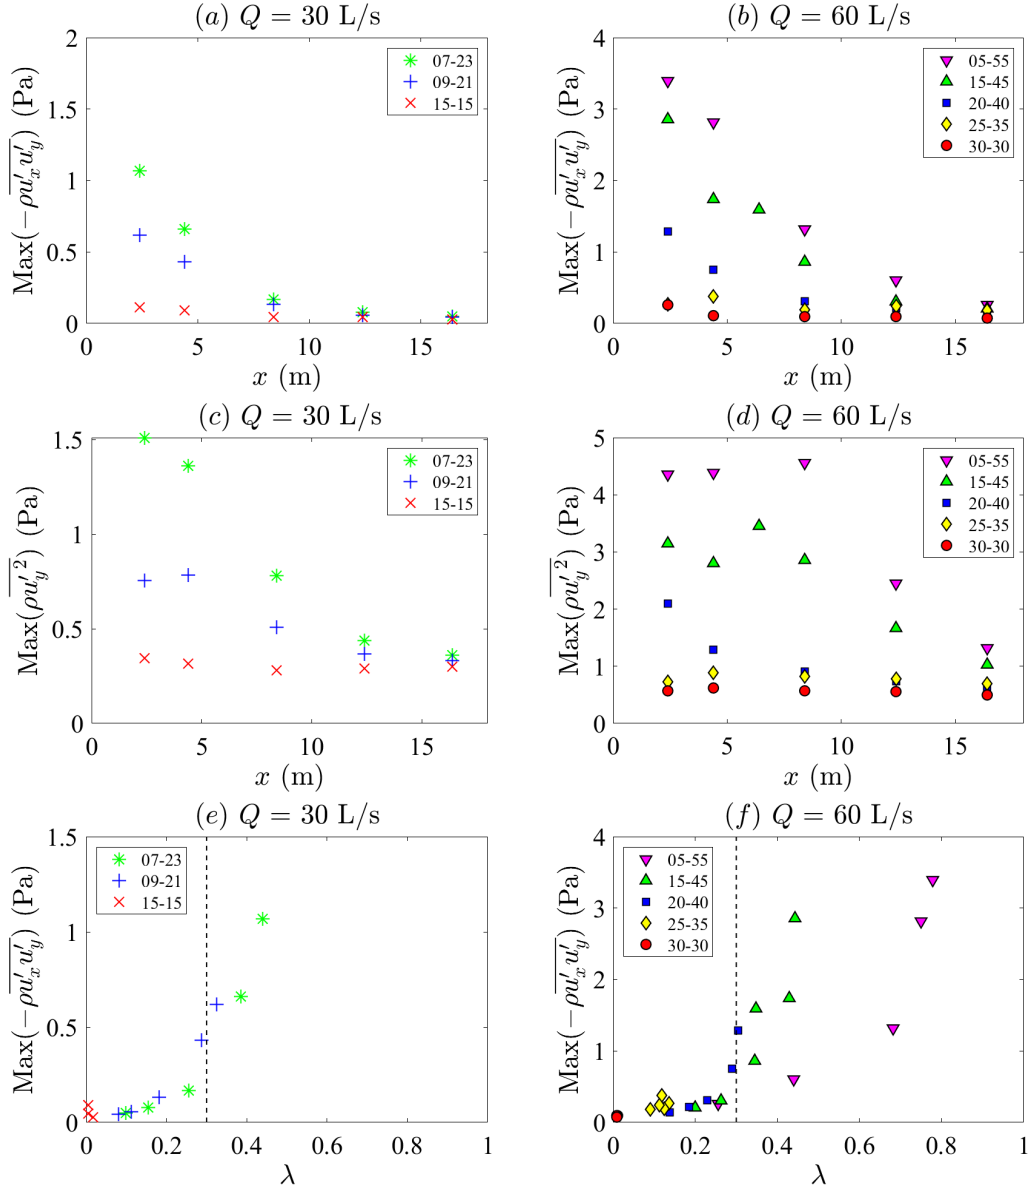 (a) Q = 30 L/s
Max(−ρu′ₓu′ᵧ) (Pa)
2
1.5
1
0.5
0
0 5 10 15
x (m)
07-23
09-21
15-15
(b) Q = 60 L/s
Max(−ρu′ₓu′ᵧ) (Pa)
4
3
2
1
0
0 5 10 15
x (m)
05-55
15-45
20-40
25-35
30-30
(c) Q = 30 L/s
Max(ρu′ᵧ²) (Pa)
1.5
1
0.5
0
0 5 10 15
x (m)
07-23
09-21
15-15
(d) Q = 60 L/s
Max(ρu′ᵧ²) (Pa)
5
4
3
2
1
0
0 5 10 15
x (m)
05-55
15-45
20-40
25-35
30-30
(e) Q = 30 L/s
Max(−ρu′ₓu′ᵧ) (Pa)
1.5
1
0.5
0
0 0.2 0.4 0.6 0.8 1
λ
07-23
09-21
15-15
(f) Q = 60 L/s
Max(−ρu′ₓu′ᵧ) (Pa)
4
3
2
1
0
0 0.2 0.4 0.6 0.8 1
λ
05-55
15-45
20-40
25-35
30-30